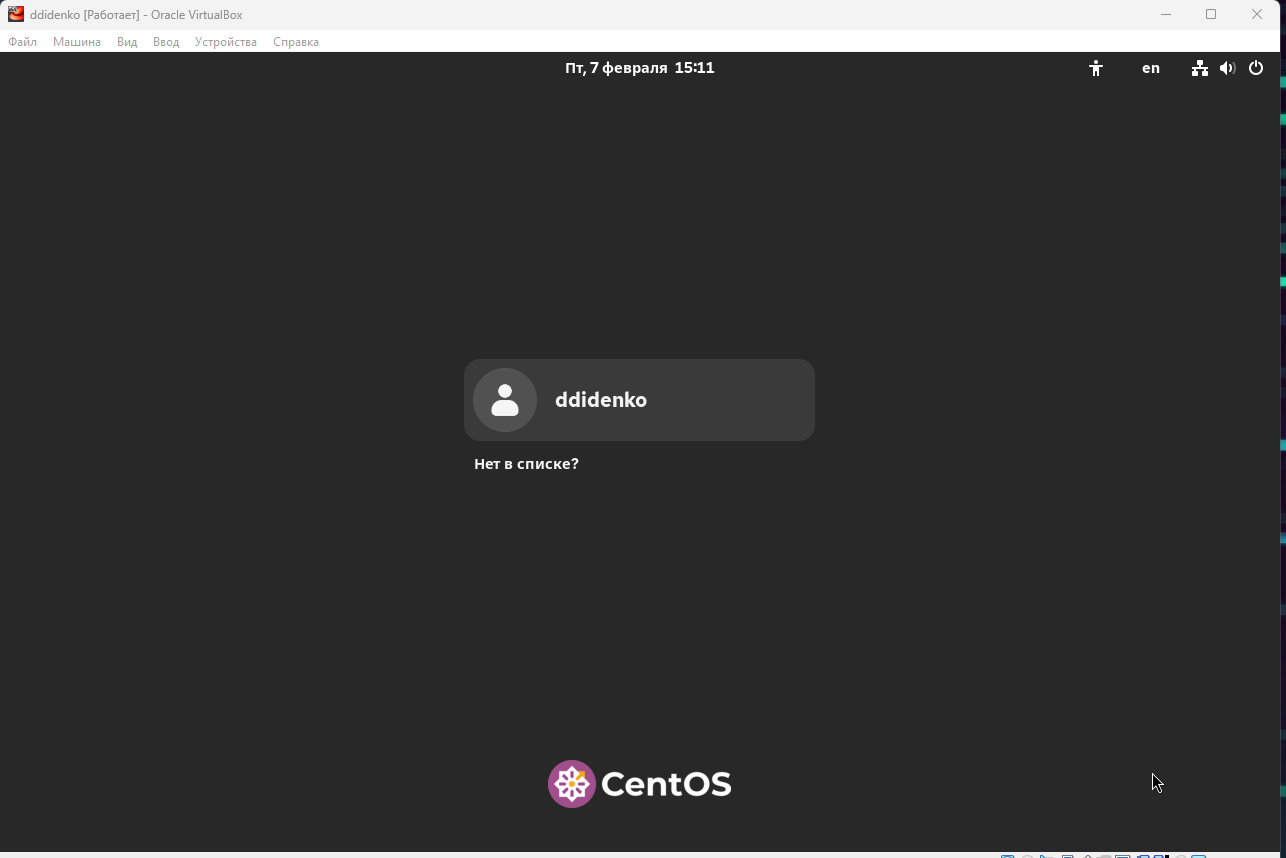 ddidenko [Работает] - Oracle VirtualBox
Файл Машина Вид Ввод Устройства Справка
Пт, 7 февраля 15:11
en
ddidenko
Нет в списке?
CentOS